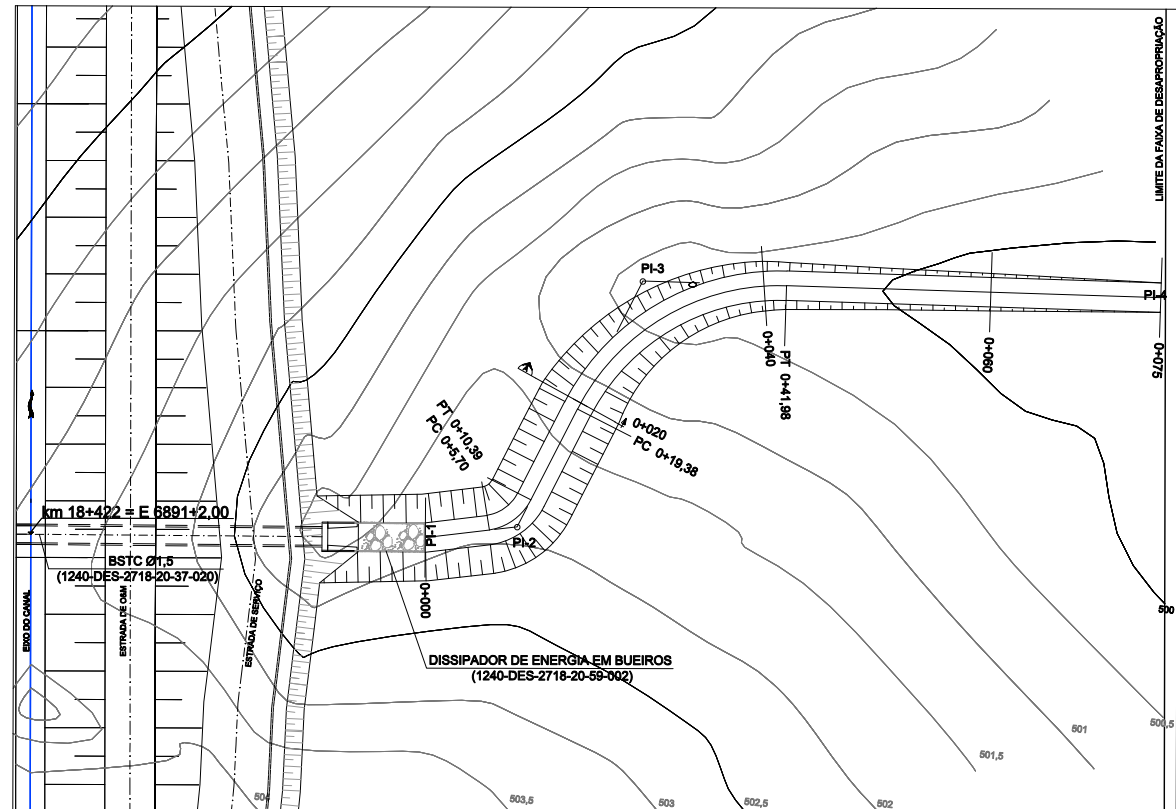 LIMITE DA FAIXA DE DESAPROPRIAÇÃO
PI-3
PI-4
0+040
PT 0+41,98
0+060
0+075
PT 0+10,39
PC 0+5,70
A
0+020
PC 0+19,38
km 18+422 = E 6891+2,00
PI-1
PI-2
BSTC Ø1,5
(1240-DES-2718-20-37-020)
0+000
EIXO DO CANAL
ESTRADA DE O&M
ESTRADA DE SERVIÇO
DISSIPADOR DE ENERGIA EM BUEIROS
(1240-DES-2718-20-59-002)
500
500,5
501
501,5
502
502,5
503
503,5
504